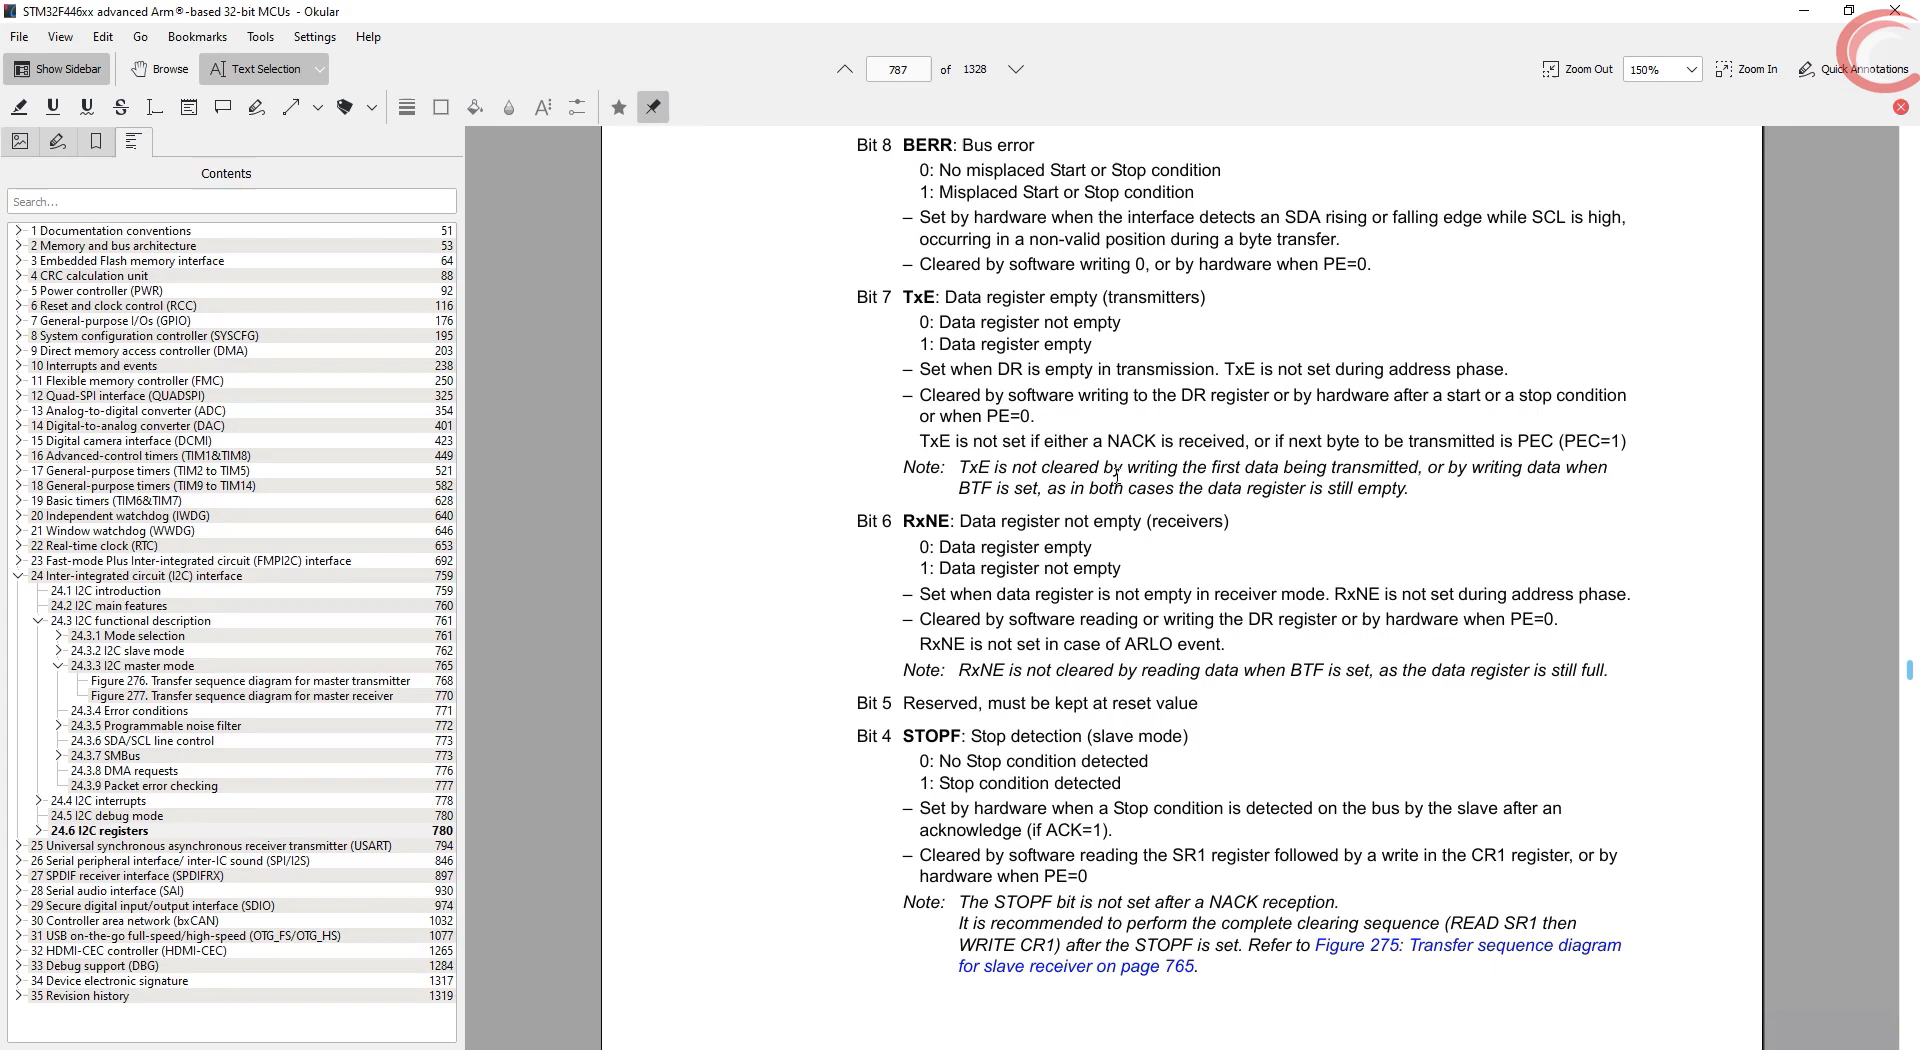 STM32F446xx advanced Arm®-based 32-bit MCUs - Okular
File View Edit Go Bookmarks Tools Settings Help
Show Sidebar Browse Text Selection 787 of 1328 Zoom Out 150% Zoom In Quick Annotations
Contents
Search...
1 Documentation conventions 51
2 Memory and bus architecture 53
3 Embedded Flash memory interface 64
4 CRC calculation unit 88
5 Power controller (PWR) 92
6 Reset and clock control (RCC) 116
7 General-purpose I/Os (GPIO) 176
8 System configuration controller (SYSCFG) 195
9 Direct memory access controller (DMA) 203
10 Interrupts and events 238
11 Flexible memory controller (FMC) 250
12 Quad-SPI interface (QUADSPI) 325
13 Analog-to-digital converter (ADC) 354
14 Digital-to-analog converter (DAC) 401
15 Digital camera interface (DCMI) 423
16 Advanced-control timers (TIM1&TIM8) 449
17 General-purpose timers (TIM2 to TIM5) 521
18 General-purpose timers (TIM9 to TIM14) 582
19 Basic timers (TIM6&TIM7) 628
20 Independent watchdog (IWDG) 640
21 Window watchdog (WWDG) 646
22 Real-time clock (RTC) 653
23 Fast-mode Plus Inter-integrated circuit (FMPI2C) interface 692
24 Inter-integrated circuit (I2C) interface 759
24.1 I2C introduction 759
24.2 I2C main features 760
24.3 I2C functional description 761
24.3.1 Mode selection 761
24.3.2 I2C slave mode 762
24.3.3 I2C master mode 765
Figure 276. Transfer sequence diagram for master transmitter 768
Figure 277. Transfer sequence diagram for master receiver 770
24.3.4 Error conditions 771
24.3.5 Programmable noise filter 772
24.3.6 SDA/SCL line control 773
24.3.7 SMBus 773
24.3.8 DMA requests 776
24.3.9 Packet error checking 777
24.4 I2C interrupts 778
24.5 I2C debug mode 780
24.6 I2C registers 780
25 Universal synchronous asynchronous receiver transmitter (USART) 794
26 Serial peripheral interface/ inter-IC sound (SPI/I2S) 846
27 SPDIF receiver interface (SPDIFRX) 897
28 Serial audio interface (SAI) 930
29 Secure digital input/output interface (SDIO) 974
30 Controller area network (bxCAN) 1032
31 USB on-the-go full-speed/high-speed (OTG_FS/OTG_HS) 1077
32 HDMI-CEC controller (HDMI-CEC) 1265
33 Debug support (DBG) 1284
34 Device electronic signature 1317
35 Revision history 1319
Bit 8 BERR: Bus error
0: No misplaced Start or Stop condition
1: Misplaced Start or Stop condition
– Set by hardware when the interface detects an SDA rising or falling edge while SCL is high,
occurring in a non-valid position during a byte transfer.
– Cleared by software writing 0, or by hardware when PE=0.
Bit 7 TxE: Data register empty (transmitters)
0: Data register not empty
1: Data register empty
– Set when DR is empty in transmission. TxE is not set during address phase.
– Cleared by software writing to the DR register or by hardware after a start or a stop condition
or when PE=0.
TxE is not set if either a NACK is received, or if next byte to be transmitted is PEC (PEC=1)
Note: TxE is not cleared by writing the first data being transmitted, or by writing data when
BTF is set, as in both cases the data register is still empty.
Bit 6 RxNE: Data register not empty (receivers)
0: Data register empty
1: Data register not empty
– Set when data register is not empty in receiver mode. RxNE is not set during address phase.
– Cleared by software reading or writing the DR register or by hardware when PE=0.
RxNE is not set in case of ARLO event.
Note: RxNE is not cleared by reading data when BTF is set, as the data register is still full.
Bit 5 Reserved, must be kept at reset value
Bit 4 STOPF: Stop detection (slave mode)
0: No Stop condition detected
1: Stop condition detected
– Set by hardware when a Stop condition is detected on the bus by the slave after an
acknowledge (if ACK=1).
– Cleared by software reading the SR1 register followed by a write in the CR1 register, or by
hardware when PE=0
Note: The STOPF bit is not set after a NACK reception.
It is recommended to perform the complete clearing sequence (READ SR1 then
WRITE CR1) after the STOPF is set. Refer to Figure 275: Transfer sequence diagram
for slave receiver on page 765.